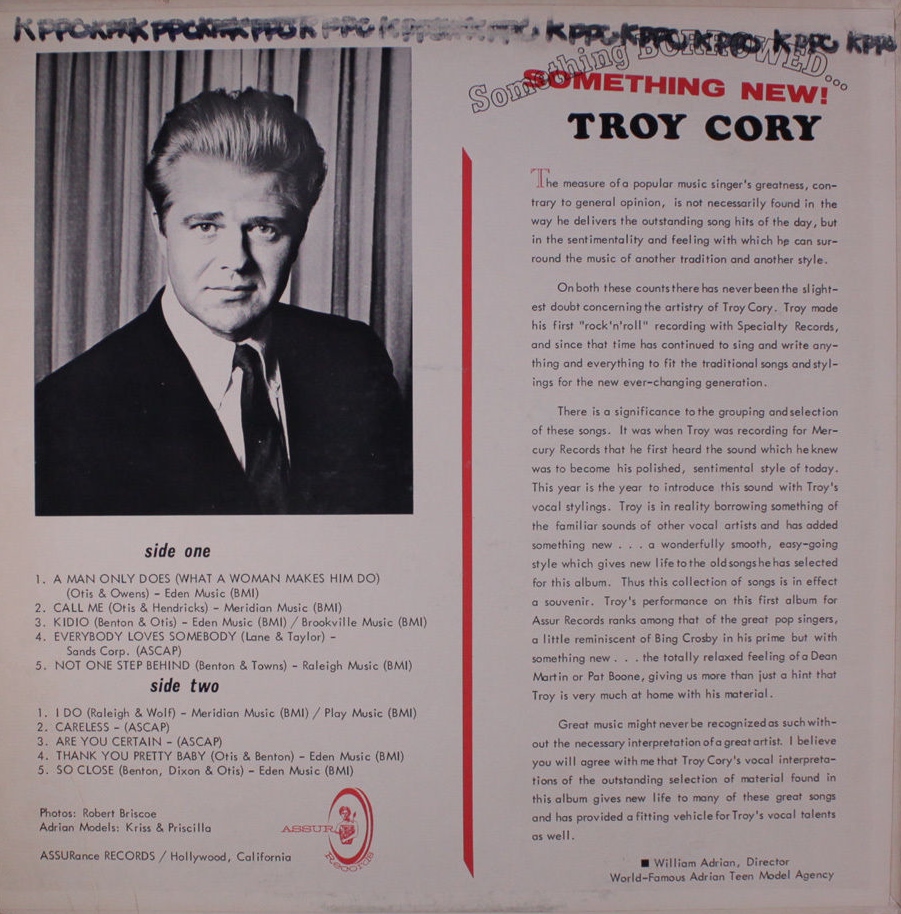 KPPC KPPC KPPC KPPC KPPC KPPC KPPC KPPC KPPC
Something BORROWED...
SOMETHING NEW!
TROY CORY
The measure of a popular music singer's greatness, con-
trary to general opinion, is not necessarily found in the
way he delivers the outstanding song hits of the day, but
in the sentimentality and feeling with which he can sur-
round the music of another tradition and another style.
On both these counts there has never been the slight-
est doubt concerning the artistry of Troy Cory. Troy made
his first "rock'n'roll" recording with Specialty Records,
and since that time has continued to sing and write any-
thing and everything to fit the traditional songs and styl-
ings for the new ever-changing generation.
There is a significance to the grouping and selection
of these songs. It was when Troy was recording for Mer-
cury Records that he first heard the sound which he knew
was to become his polished, sentimental style of today.
This year is the year to introduce this sound with Troy's
vocal stylings. Troy is in reality borrowing something of
the familiar sounds of other vocal artists and has added
something new . . . a wonderfully smooth, easy-going
style which gives new life to the old songs he has selected
for this album. Thus this collection of songs is in effect
a souvenir. Troy's performance on this first album for
Assur Records ranks among that of the great pop singers,
a little reminiscent of Bing Crosby in his prime but with
something new . . . the totally relaxed feeling of a Dean
Martin or Pat Boone, giving us more than just a hint that
Troy is very much at home with his material.
Great music might never be recognized as such with-
out the necessary interpretation of a great artist. I believe
you will agree with me that Troy Cory's vocal interpreta-
tions of the outstanding selection of material found in
this album gives new life to many of these great songs
and has provided a fitting vehicle for Troy's vocal talents
as well.
■ William Adrian, Director
World-Famous Adrian Teen Model Agency
side one
1. A MAN ONLY DOES (WHAT A WOMAN MAKES HIM DO)
(Otis & Owens) - Eden Music (BMI)
2. CALL ME (Otis & Hendricks) - Meridian Music (BMI)
3. KIDIO (Benton & Otis) - Eden Music (BMI) / Brookville Music (BMI)
4. EVERYBODY LOVES SOMEBODY (Lane & Taylor) -
Sands Corp. (ASCAP)
5. NOT ONE STEP BEHIND (Benton & Towns) - Raleigh Music (BMI)
side two
1. I DO (Raleigh & Wolf) - Meridian Music (BMI) / Play Music (BMI)
2. CARELESS - (ASCAP)
3. ARE YOU CERTAIN - (ASCAP)
4. THANK YOU PRETTY BABY (Otis & Benton) - Eden Music (BMI)
5. SO CLOSE (Benton, Dixon & Otis) - Eden Music (BMI)
Photos: Robert Briscoe
Adrian Models: Kriss & Priscilla
ASSURance RECORDS / Hollywood, California
ASSUR
Records